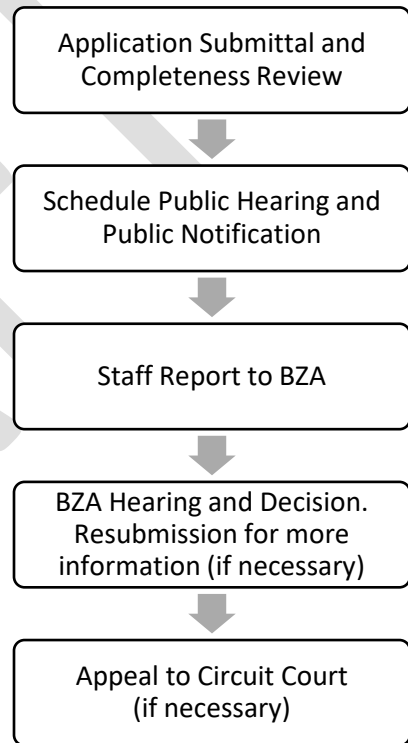 Application Submittal and
Completeness Review
Schedule Public Hearing and
Public Notification
Staff Report to BZA
BZA Hearing and Decision.
Resubmission for more
information (if necessary)
Appeal to Circuit Court
(if necessary)